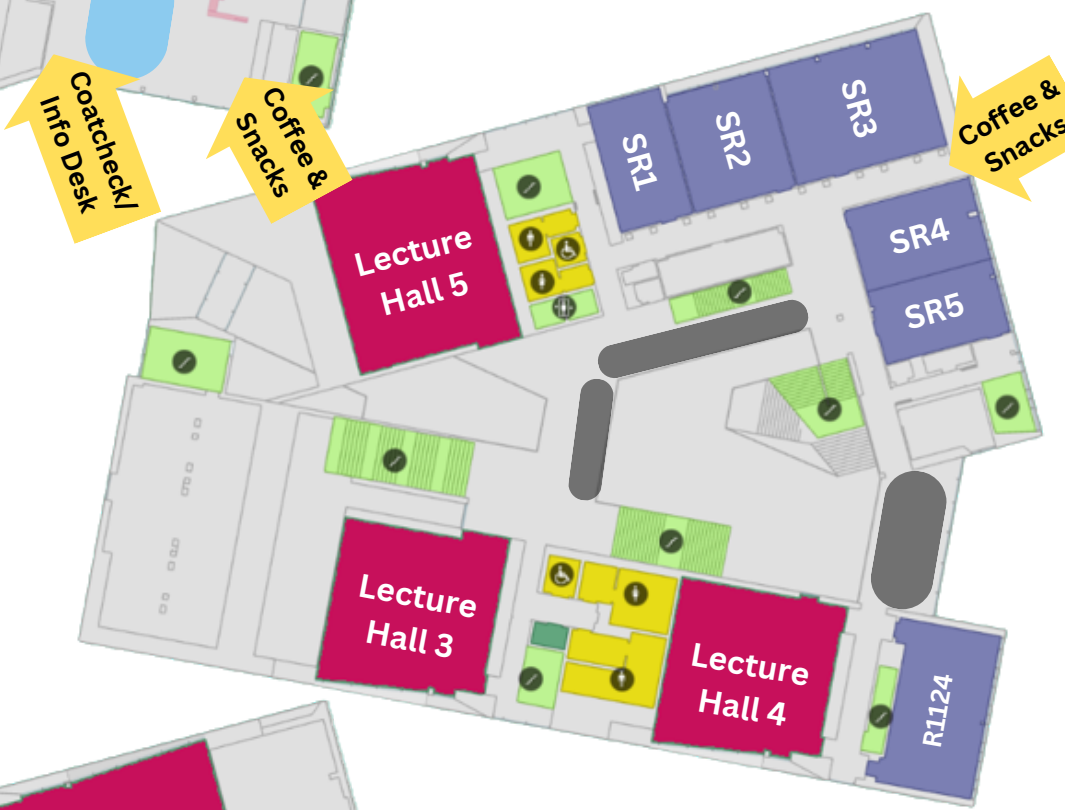 Coatcheck/
Info Desk
Coffee &
Snacks
Coffee &
Snacks
SR1
SR2
SR3
SR4
SR5
Lecture
Hall 5
Lecture
Hall 3
Lecture
Hall 4
R1124